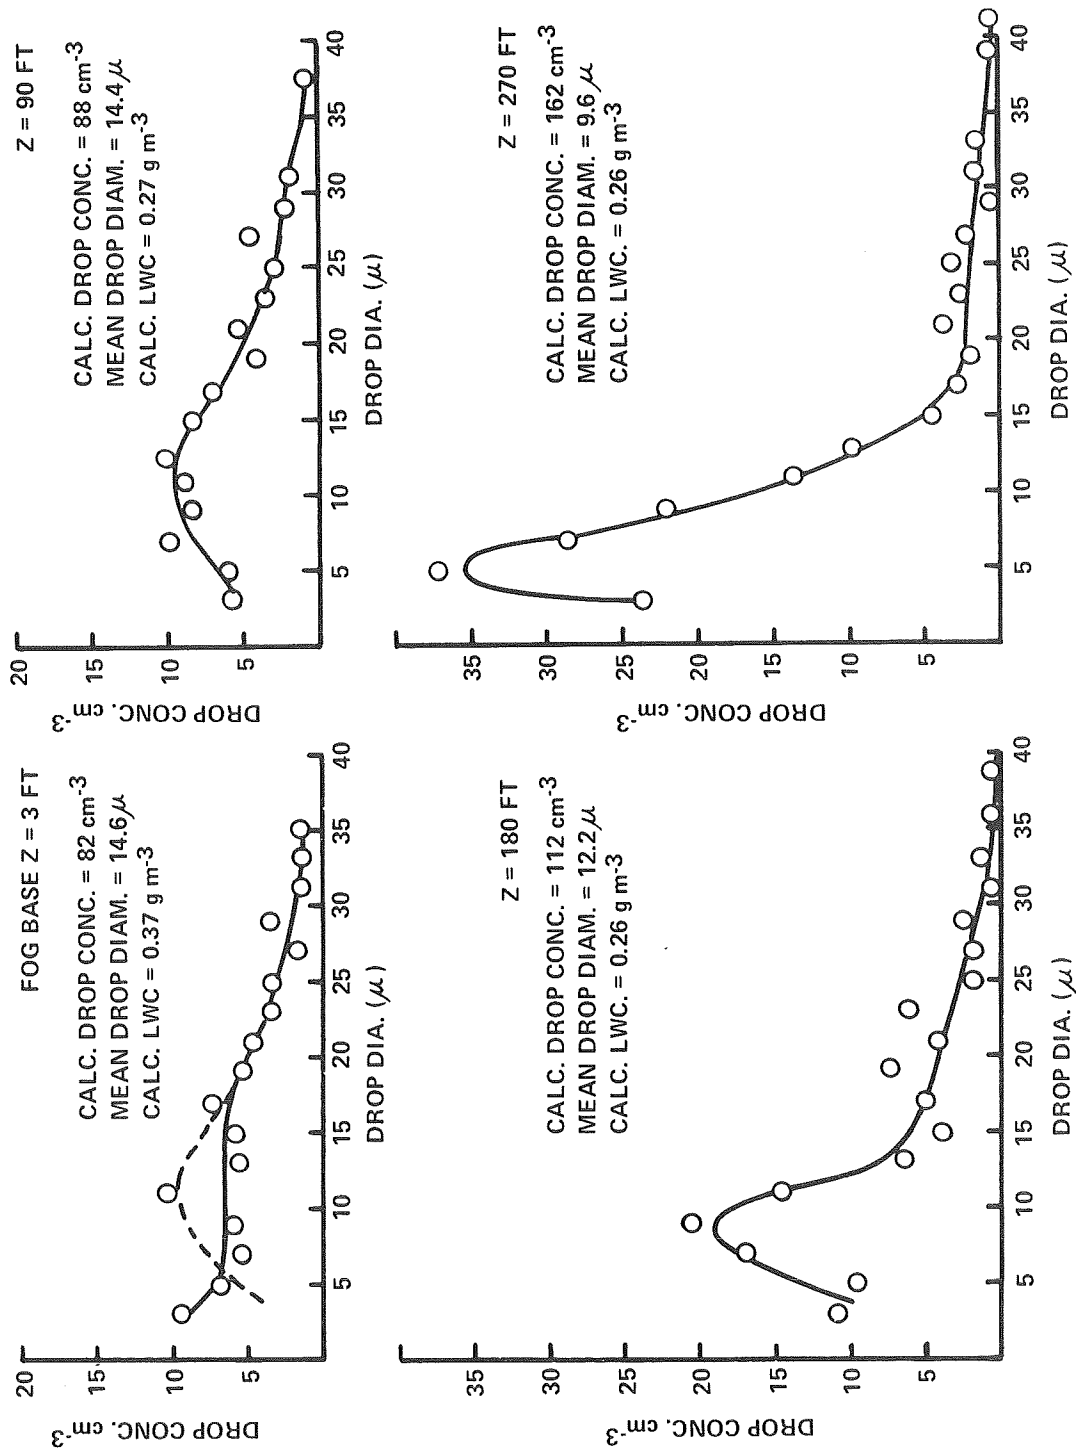 FOG BASE Z = 3 FT
CALC. DROP CONC. = 82 cm-3
MEAN DROP DIAM. = 14.6 μ
CALC. LWC = 0.37 g m-3
DROP CONC. cm-3
20
15
10
5
5
10
15
20
25
30
35
40
DROP DIA. (μ)
Z = 90 FT
CALC. DROP CONC. = 88 cm-3
MEAN DROP DIAM. = 14.4 μ
CALC. LWC = 0.27 g m-3
DROP CONC. cm-3
20
15
10
5
5
10
15
20
25
30
35
40
DROP DIA. (μ)
Z = 180 FT
CALC. DROP CONC. = 112 cm-3
MEAN DROP DIAM. = 12.2 μ
CALC. LWC. = 0.26 g m-3
DROP CONC. cm-3
35
30
25
20
15
10
5
5
10
15
20
25
30
35
40
DROP DIA. (μ)
Z = 270 FT
CALC. DROP CONC. = 162 cm-3
MEAN DROP DIAM. = 9.6 μ
CALC. LWC. = 0.26 g m-3
DROP CONC. cm-3
35
30
25
20
15
10
5
5
10
15
20
25
30
35
40
DROP DIA. (μ)